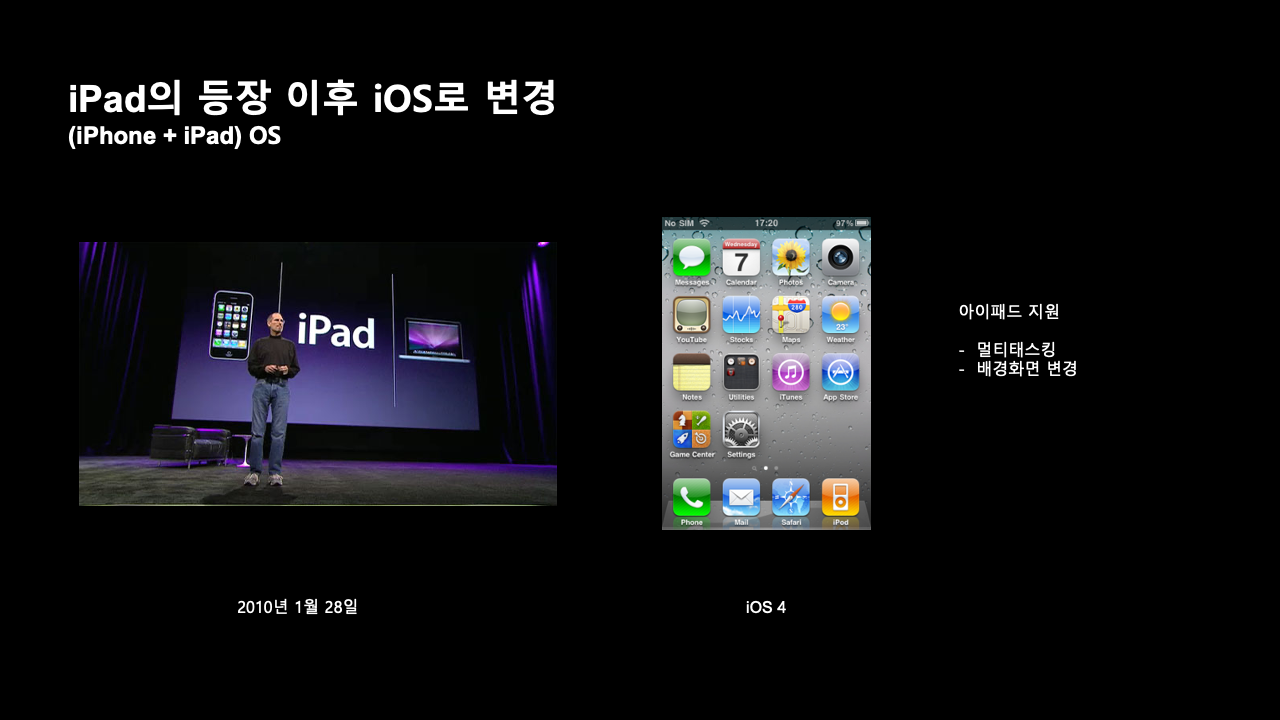 iPad의 등장 이후 iOS로 변경
(iPhone + iPad) OS
iPad
No SIM 17:20 97%
Wednesday
7
Messages Calendar Photos Camera
280
23°
YouTube Stocks Maps Weather
Notes Utilities iTunes App Store
Game Center Settings
Phone Mail Safari iPod
아이패드 지원
- 멀티태스킹
- 배경화면 변경
2010년 1월 28일
iOS 4